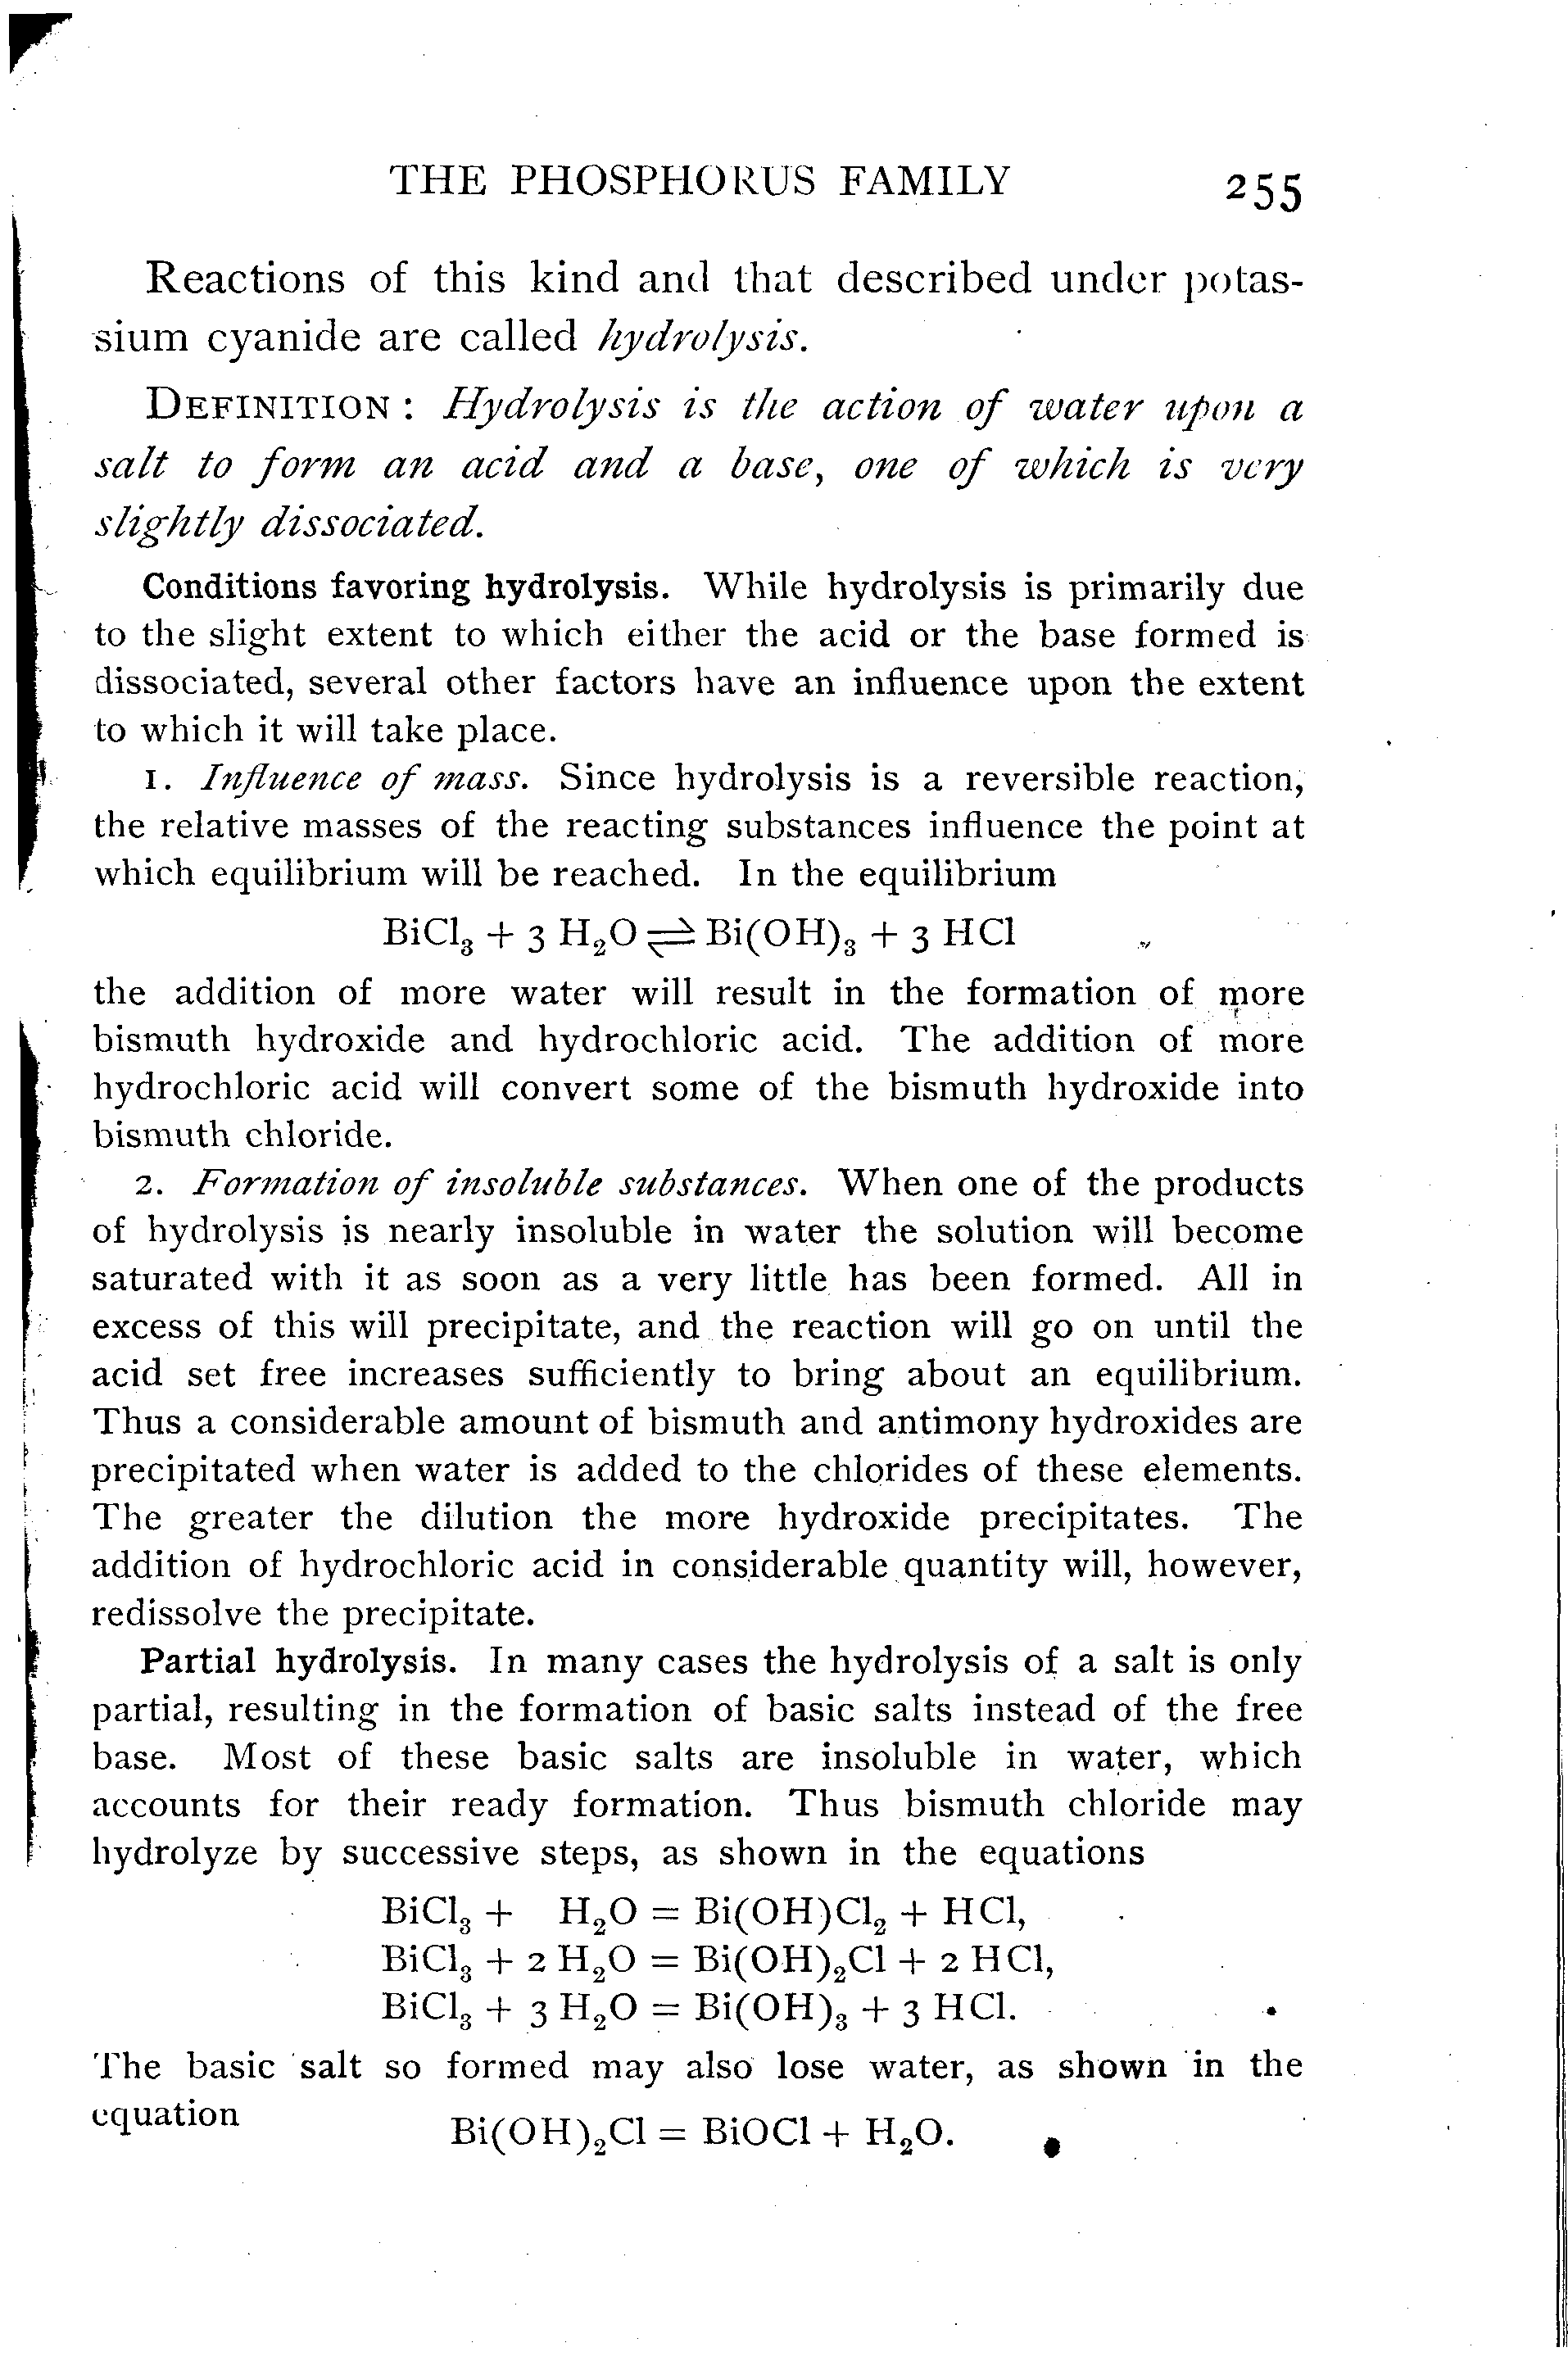 THE PHOSPHORUS FAMILY 255
Reactions of this kind and that described under potas-
sium cyanide are called hydrolysis.
DEFINITION: Hydrolysis is the action of water upon a
salt to form an acid and a base, one of which is very
slightly dissociated.
Conditions favoring hydrolysis. While hydrolysis is primarily due
to the slight extent to which either the acid or the base formed is
dissociated, several other factors have an influence upon the extent
to which it will take place.
1. Influence of mass. Since hydrolysis is a reversible reaction,
the relative masses of the reacting substances influence the point at
which equilibrium will be reached. In the equilibrium
BiCl₃ + 3 H₂O ⇌ Bi(OH)₃ + 3 HCl
the addition of more water will result in the formation of more
bismuth hydroxide and hydrochloric acid. The addition of more
hydrochloric acid will convert some of the bismuth hydroxide into
bismuth chloride.
2. Formation of insoluble substances. When one of the products
of hydrolysis is nearly insoluble in water the solution will become
saturated with it as soon as a very little has been formed. All in
excess of this will precipitate, and the reaction will go on until the
acid set free increases sufficiently to bring about an equilibrium.
Thus a considerable amount of bismuth and antimony hydroxides are
precipitated when water is added to the chlorides of these elements.
The greater the dilution the more hydroxide precipitates. The
addition of hydrochloric acid in considerable quantity will, however,
redissolve the precipitate.
Partial hydrolysis. In many cases the hydrolysis of a salt is only
partial, resulting in the formation of basic salts instead of the free
base. Most of these basic salts are insoluble in water, which
accounts for their ready formation. Thus bismuth chloride may
hydrolyze by successive steps, as shown in the equations
BiCl₃ + H₂O = Bi(OH)Cl₂ + HCl,
BiCl₃ + 2 H₂O = Bi(OH)₂Cl + 2 HCl,
BiCl₃ + 3 H₂O = Bi(OH)₃ + 3 HCl.
The basic salt so formed may also lose water, as shown in the
equation
Bi(OH)₂Cl = BiOCl + H₂O.